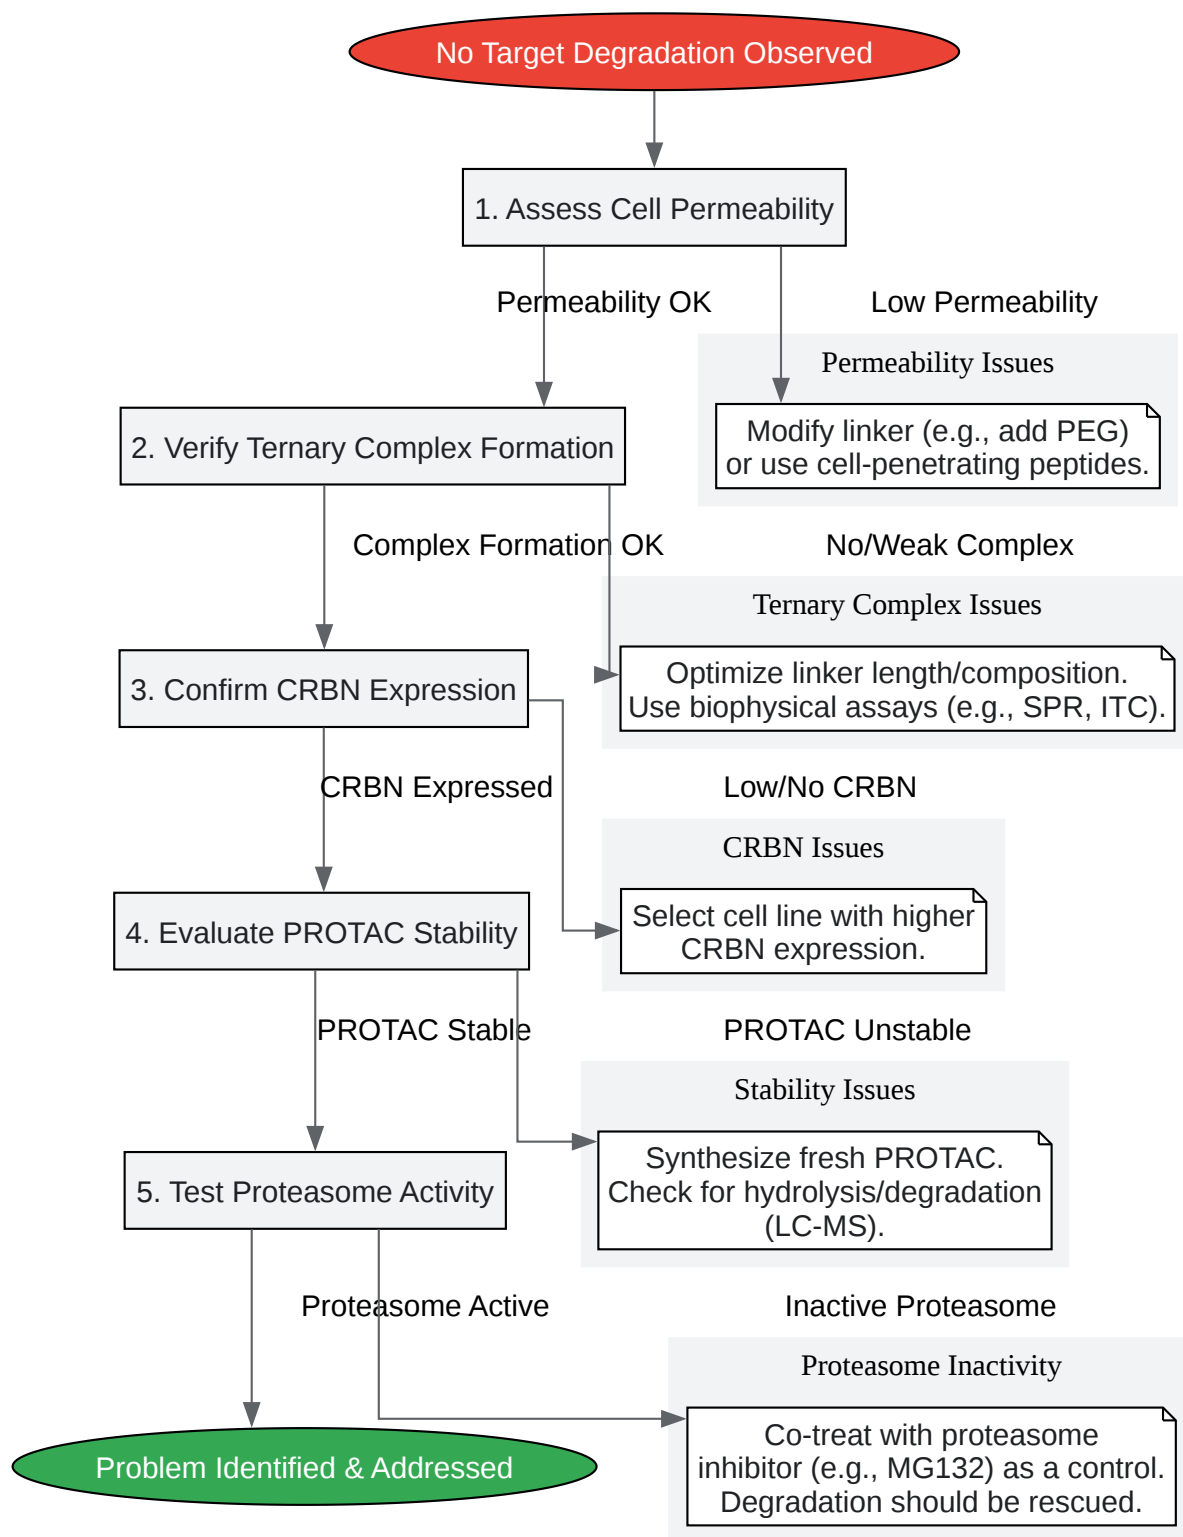 No Target Degradation Observed
1. Assess Cell Permeability
Permeability OK
Low Permeability
Permeability Issues
Modify linker (e.g., add PEG)
or use cell-penetrating peptides.
2. Verify Ternary Complex Formation
Complex Formation OK
No/Weak Complex
Ternary Complex Issues
Optimize linker length/composition.
Use biophysical assays (e.g., SPR, ITC).
3. Confirm CRBN Expression
CRBN Expressed
Low/No CRBN
CRBN Issues
Select cell line with higher
CRBN expression.
4. Evaluate PROTAC Stability
PROTAC Stable
PROTAC Unstable
Stability Issues
Synthesize fresh PROTAC.
Check for hydrolysis/degradation
(LC-MS).
5. Test Proteasome Activity
Proteasome Active
Inactive Proteasome
Proteasome Inactivity
Co-treat with proteasome
inhibitor (e.g., MG132) as a control.
Degradation should be rescued.
Problem Identified & Addressed